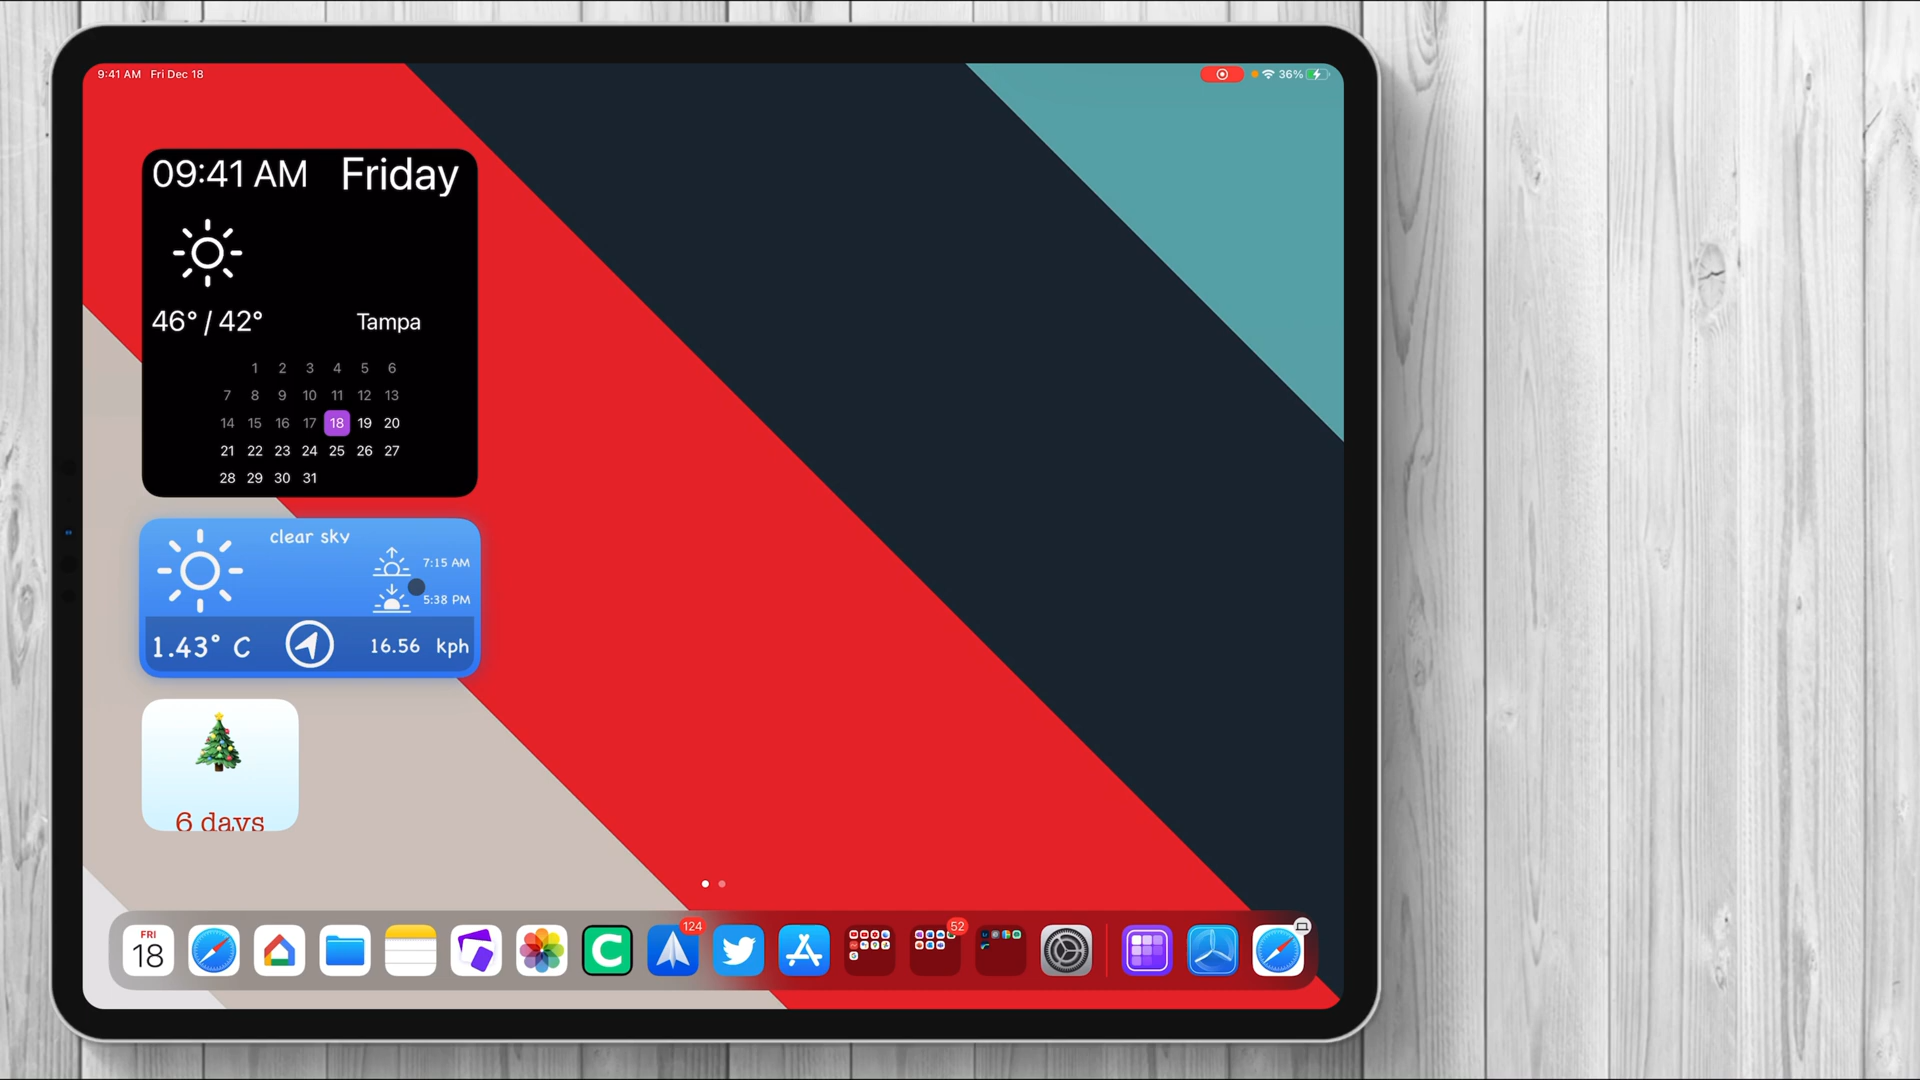 9:41 AM Fri Dec 18
36%
09:41 AM Friday
46° / 42° Tampa
1 2 3 4 5 6
7 8 9 10 11 12 13
14 15 16 17 18 19 20
21 22 23 24 25 26 27
28 29 30 31
clear sky
7:15 AM
5:38 PM
1.43° C 16.56 kph
6 days
FRI
18
124
52